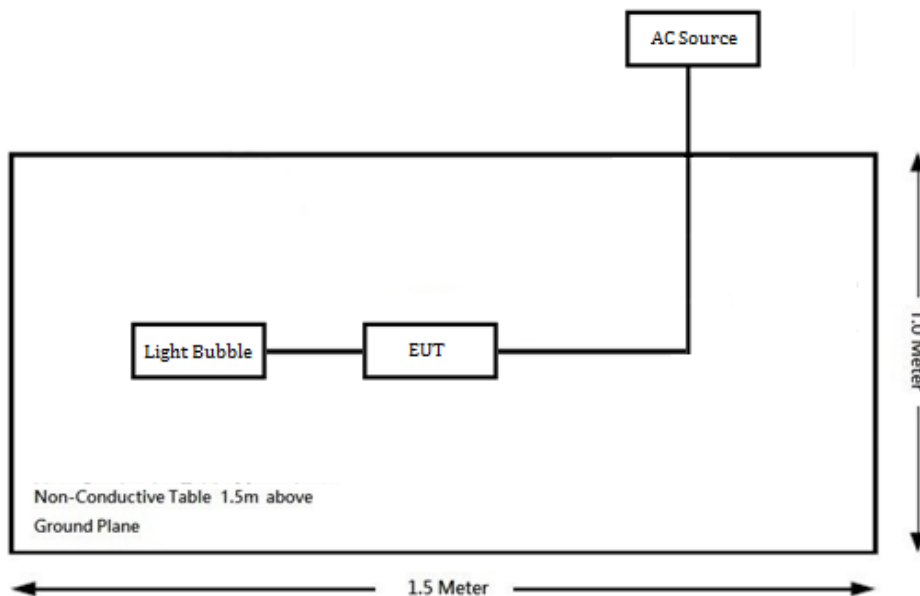 AC Source
Light Bubble
EUT
1.0 Meter
Non-Conductive Table 1.5m above
Ground Plane
1.5 Meter